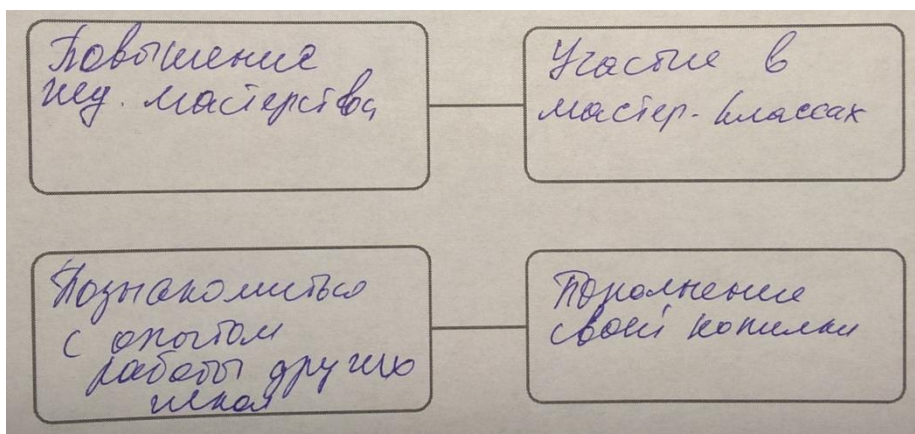 Повышение
пед. мастерства
Участие в
мастер-классах
Познакомиться
с опытом
работы других
школ
Пополнение
своей копилки